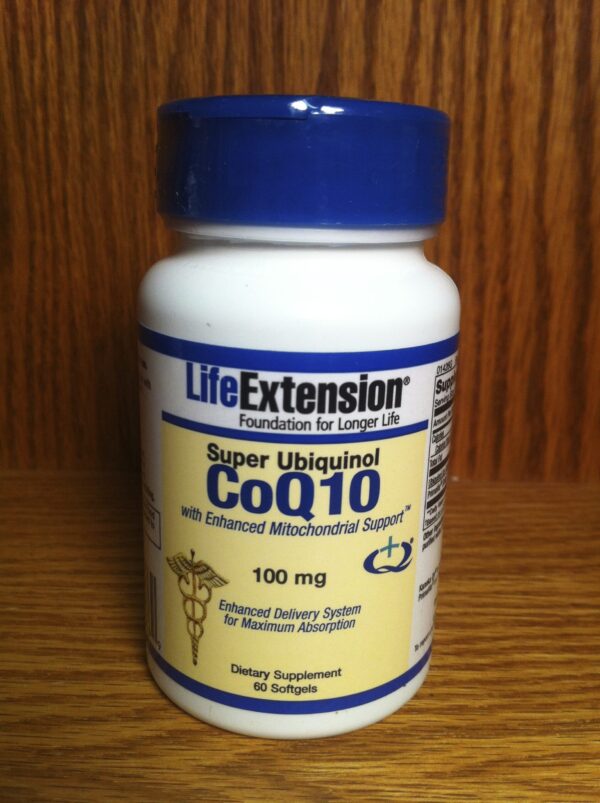 LifeExtension®
Foundation for Longer Life
Super Ubiquinol
CoQ10
with Enhanced Mitochondrial Support™
Q+®
100 mg
Enhanced Delivery System
for Maximum Absorption
Dietary Supplement
60 Softgels